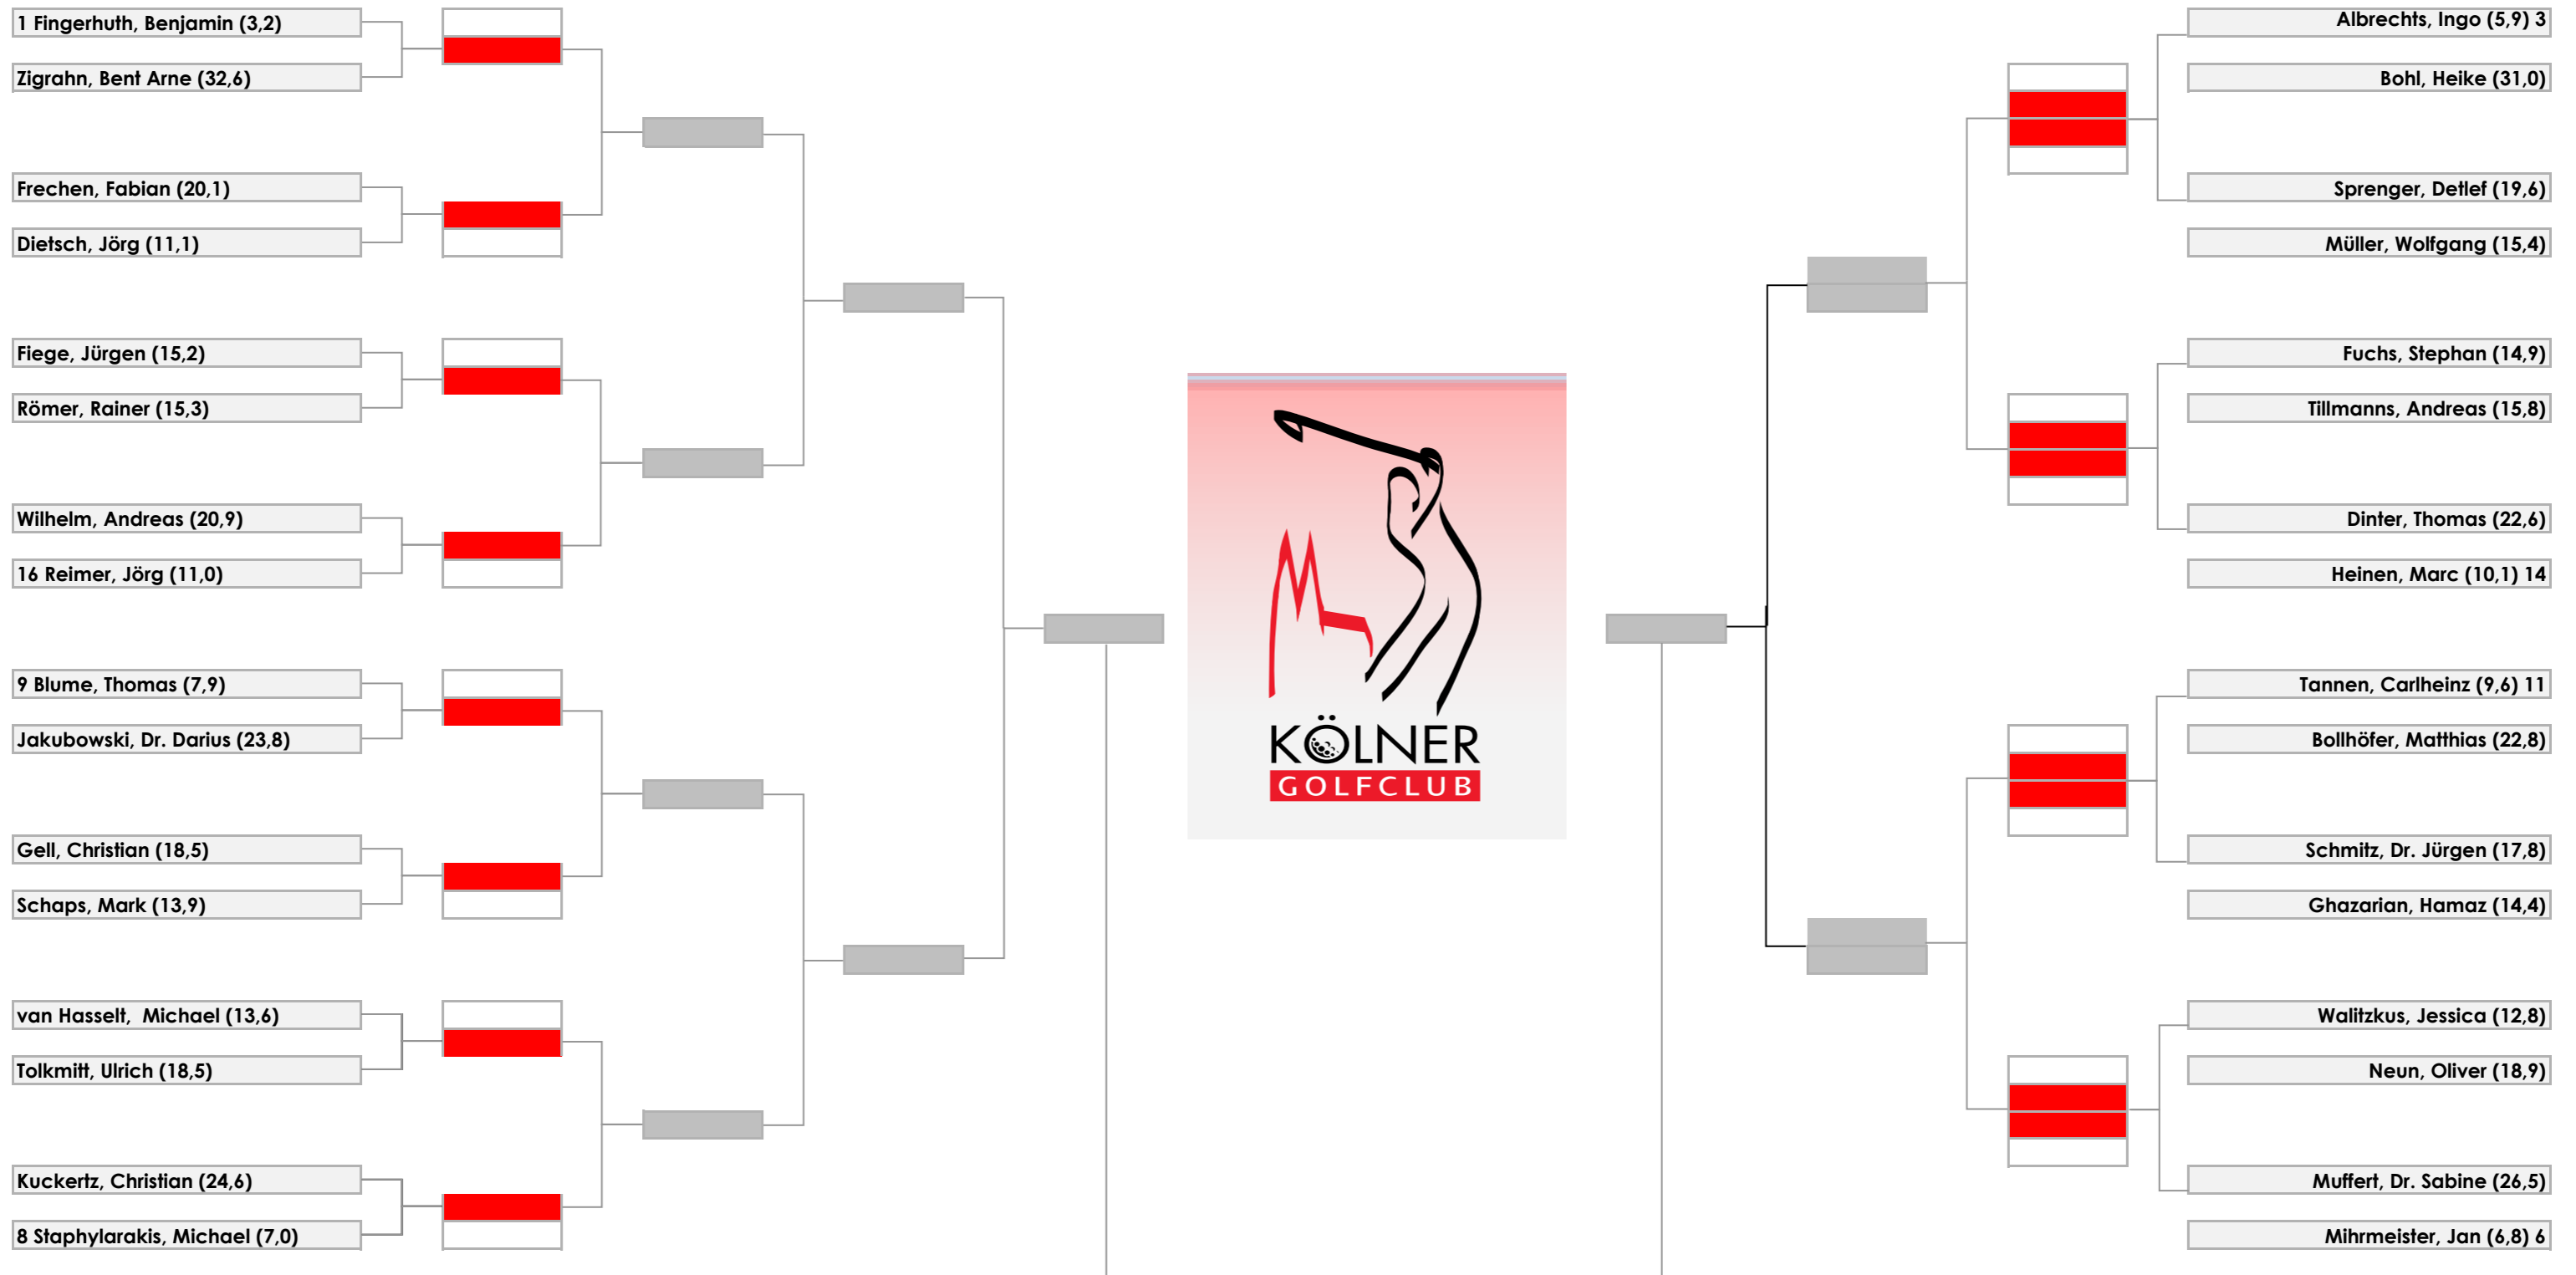 1 Fingerhuth, Benjamin (3,2)
Zigrahn, Bent Arne (32,6)
Frechen, Fabian (20,1)
Dietsch, Jörg (11,1)
Fiege, Jürgen (15,2)
Römer, Rainer (15,3)
Wilhelm, Andreas (20,9)
16 Reimer, Jörg (11,0)
9 Blume, Thomas (7,9)
Jakubowski, Dr. Darius (23,8)
Gell, Christian (18,5)
Schaps, Mark (13,9)
van Hasselt, Michael (13,6)
Tolkmitt, Ulrich (18,5)
Kuckertz, Christian (24,6)
8 Staphylarakis, Michael (7,0)
KÖLNER
GOLFCLUB
Albrechts, Ingo (5,9) 3
Bohl, Heike (31,0)
Sprenger, Detlef (19,6)
Müller, Wolfgang (15,4)
Fuchs, Stephan (14,9)
Tillmanns, Andreas (15,8)
Dinter, Thomas (22,6)
Heinen, Marc (10,1) 14
Tannen, Carlheinz (9,6) 11
Bollhöfer, Matthias (22,8)
Schmitz, Dr. Jürgen (17,8)
Ghazarian, Hamaz (14,4)
Walitzkus, Jessica (12,8)
Neun, Oliver (18,9)
Muffert, Dr. Sabine (26,5)
Mihrmeister, Jan (6,8) 6